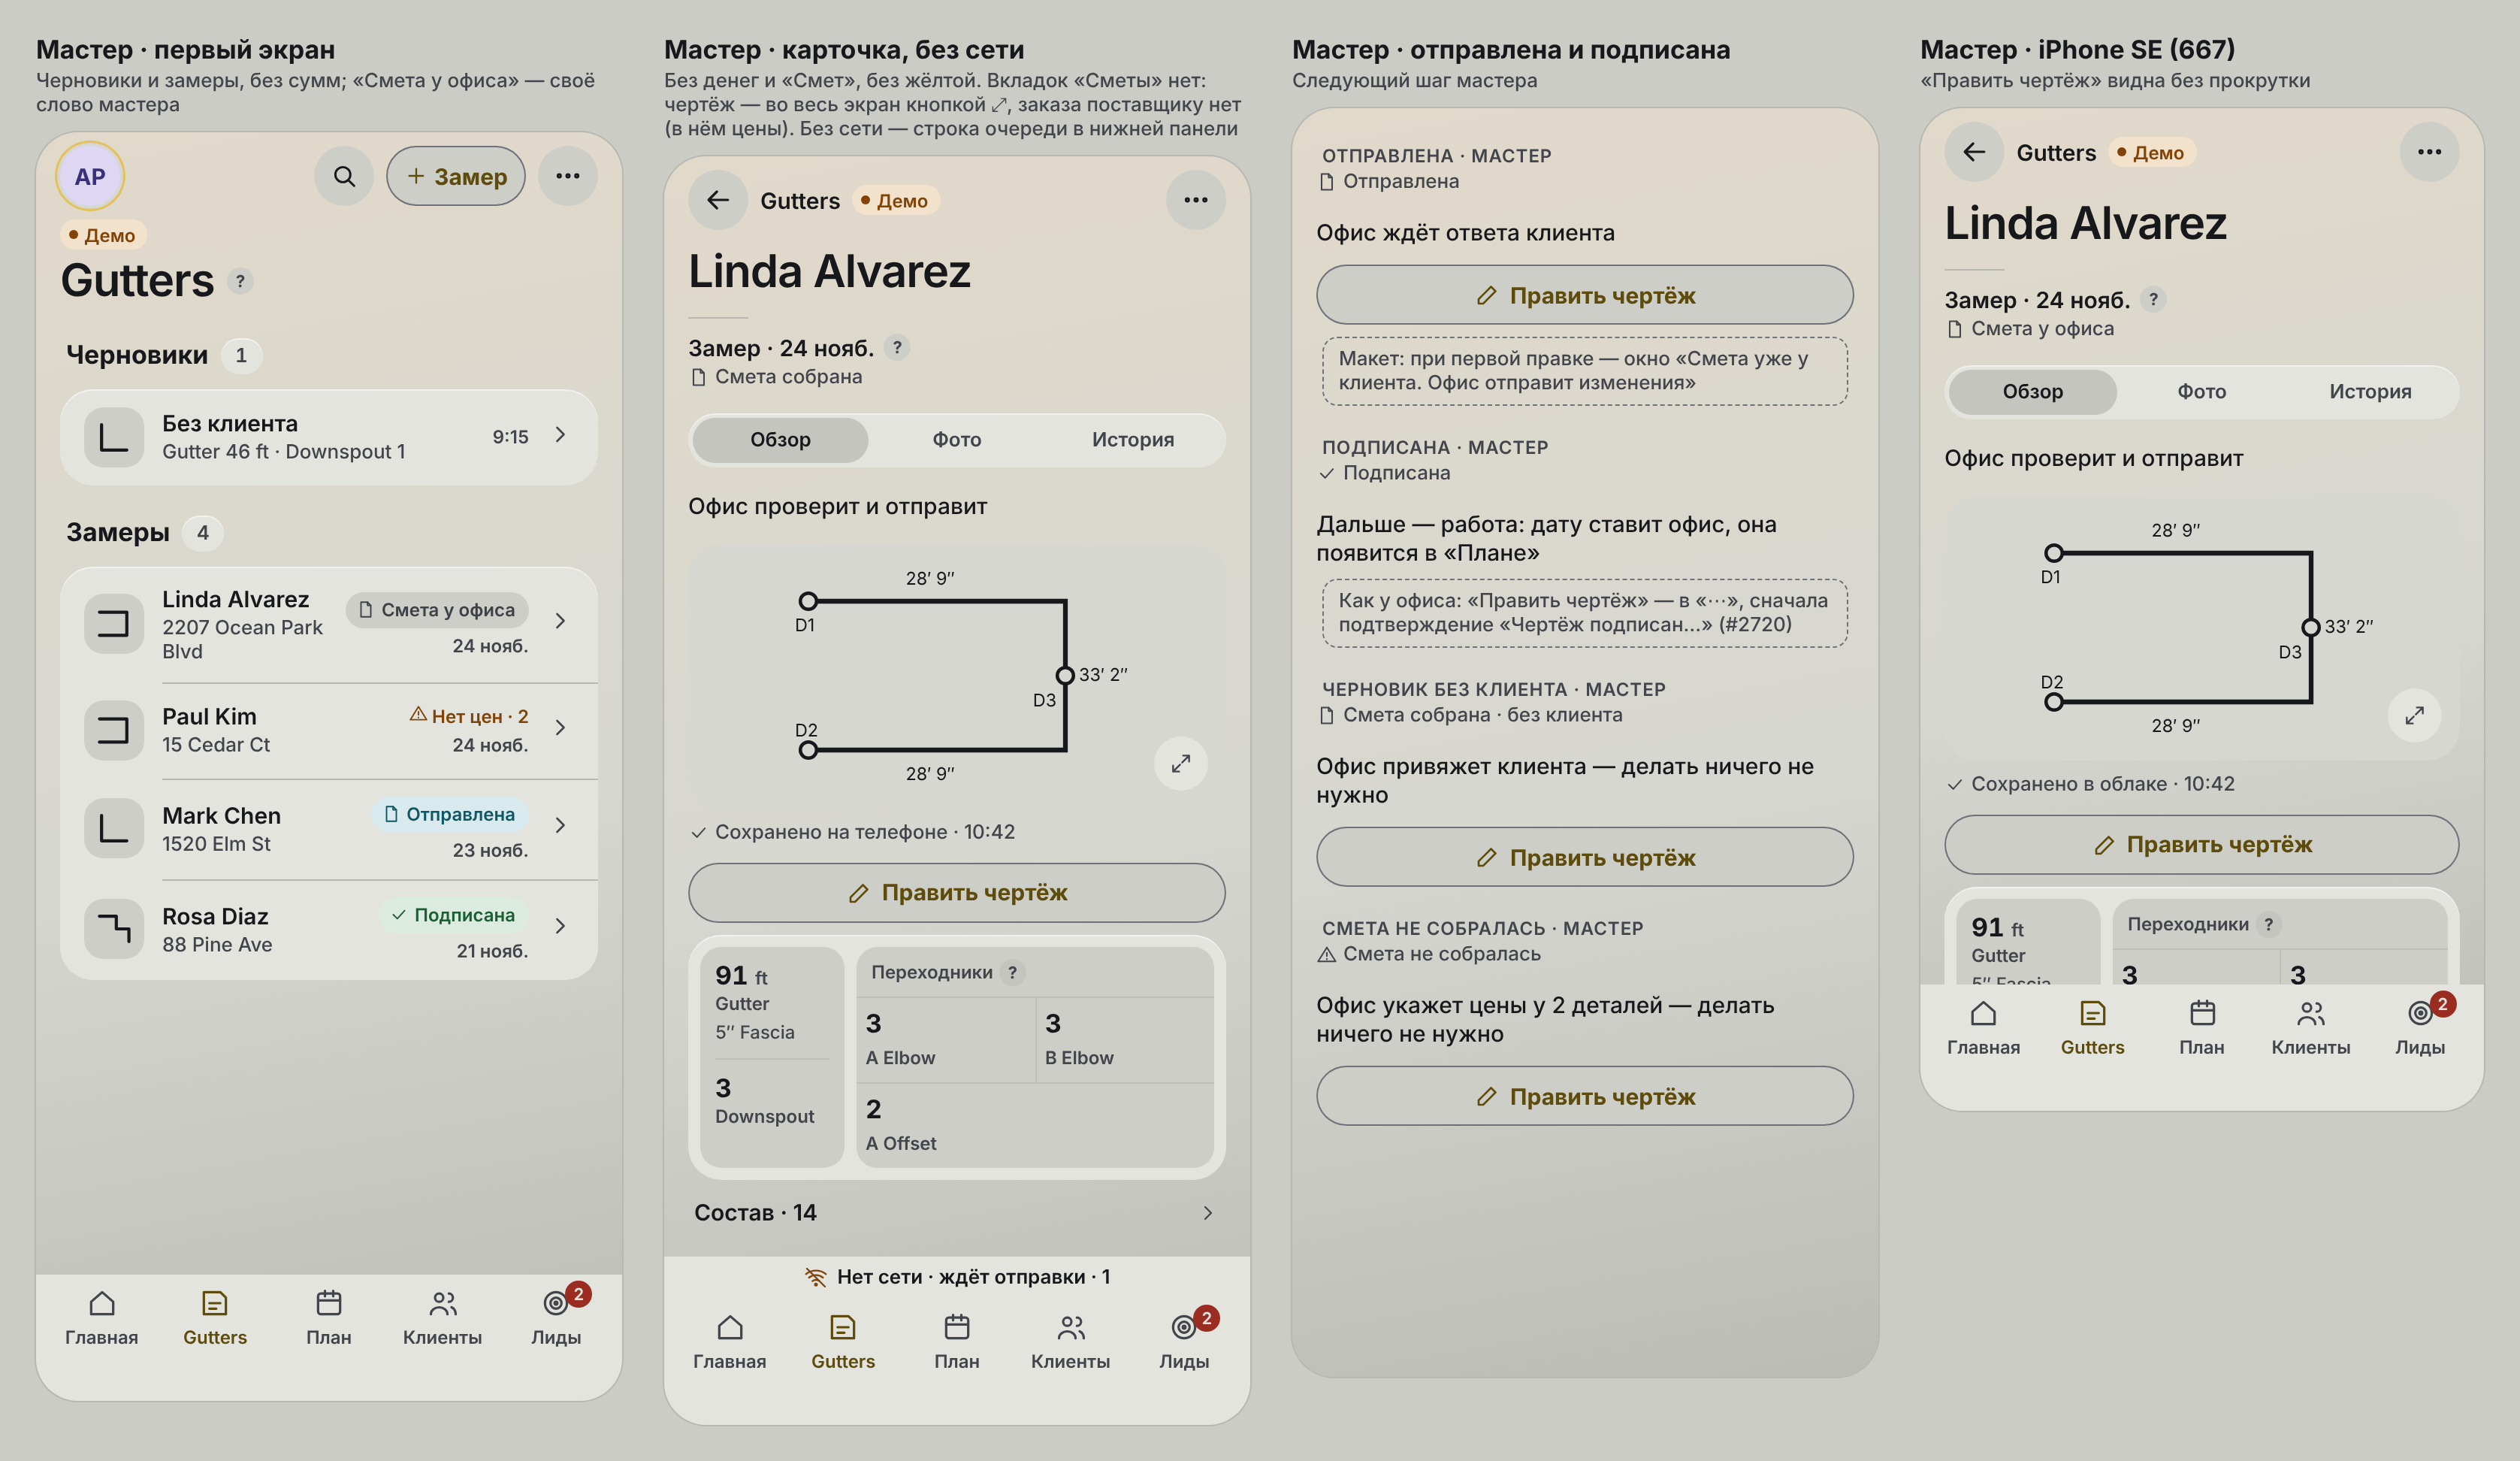 Мастер · первый экран
Черновики и замеры, без сумм; «Смета у офиса» — своё
слово мастера
AP
+ Замер
Демо
Gutters ?
Черновики 1
Без клиента
Gutter 46 ft · Downspout 1
9:15
Замеры 4
Linda Alvarez
2207 Ocean Park
Blvd
Смета у офиса
24 нояб.
Paul Kim
15 Cedar Ct
Нет цен · 2
24 нояб.
Mark Chen
1520 Elm St
Отправлена
23 нояб.
Rosa Diaz
88 Pine Ave
Подписана
21 нояб.
Главная
Gutters
План
Клиенты
2
Лиды
Мастер · карточка, без сети
Без денег и «Смет», без жёлтой. Вкладок «Сметы» нет:
чертёж — во весь экран кнопкой ⤢, заказа поставщику нет
(в нём цены). Без сети — строка очереди в нижней панели
Gutters
Демо
Linda Alvarez
Замер · 24 нояб. ?
Смета собрана
Обзор
Фото
История
Офис проверит и отправит
28′ 9″
D1
33′ 2″
D3
D2
28′ 9″
Сохранено на телефоне · 10:42
Править чертёж
91 ft
Gutter
5″ Fascia
3
Downspout
Переходники ?
3
A Elbow
3
B Elbow
2
A Offset
Состав · 14
Нет сети · ждёт отправки · 1
Главная
Gutters
План
Клиенты
2
Лиды
Мастер · отправлена и подписана
Следующий шаг мастера
ОТПРАВЛЕНА · МАСТЕР
Отправлена
Офис ждёт ответа клиента
Править чертёж
Макет: при первой правке — окно «Смета уже у
клиента. Офис отправит изменения»
ПОДПИСАНА · МАСТЕР
Подписана
Дальше — работа: дату ставит офис, она
появится в «Плане»
Как у офиса: «Править чертёж» — в «···», сначала
подтверждение «Чертёж подписан...» (#2720)
ЧЕРНОВИК БЕЗ КЛИЕНТА · МАСТЕР
Смета собрана · без клиента
Офис привяжет клиента — делать ничего не
нужно
Править чертёж
СМЕТА НЕ СОБРАЛАСЬ · МАСТЕР
Смета не собралась
Офис укажет цены у 2 деталей — делать
ничего не нужно
Править чертёж
Мастер · iPhone SE (667)
«Править чертёж» видна без прокрутки
Gutters
Демо
Linda Alvarez
Замер · 24 нояб. ?
Смета у офиса
Обзор
Фото
История
Офис проверит и отправит
28′ 9″
D1
33′ 2″
D3
D2
28′ 9″
Сохранено в облаке · 10:42
Править чертёж
91 ft
Gutter
5″ Fascia
Переходники ?
3
3
Главная
Gutters
План
Клиенты
2
Лиды